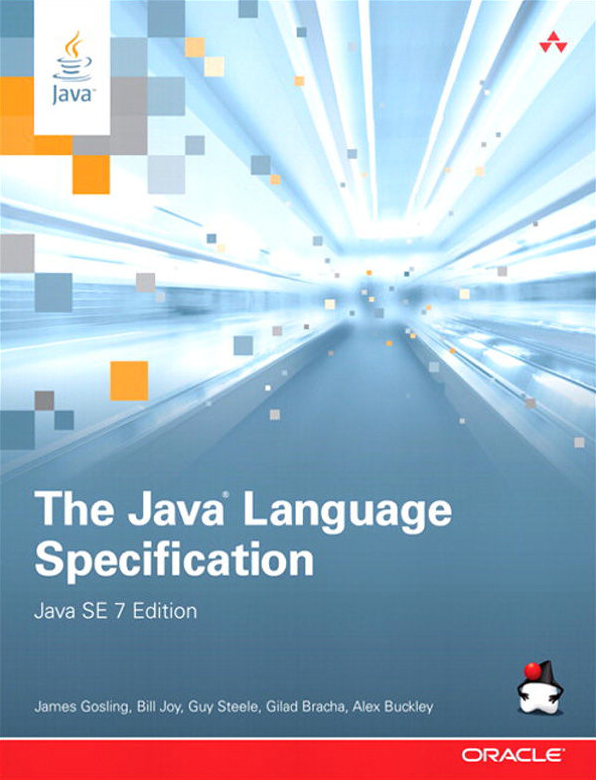 Java™
The Java® Language
Specification
Java SE 7 Edition
James Gosling, Bill Joy, Guy Steele, Gilad Bracha, Alex Buckley
ORACLE®